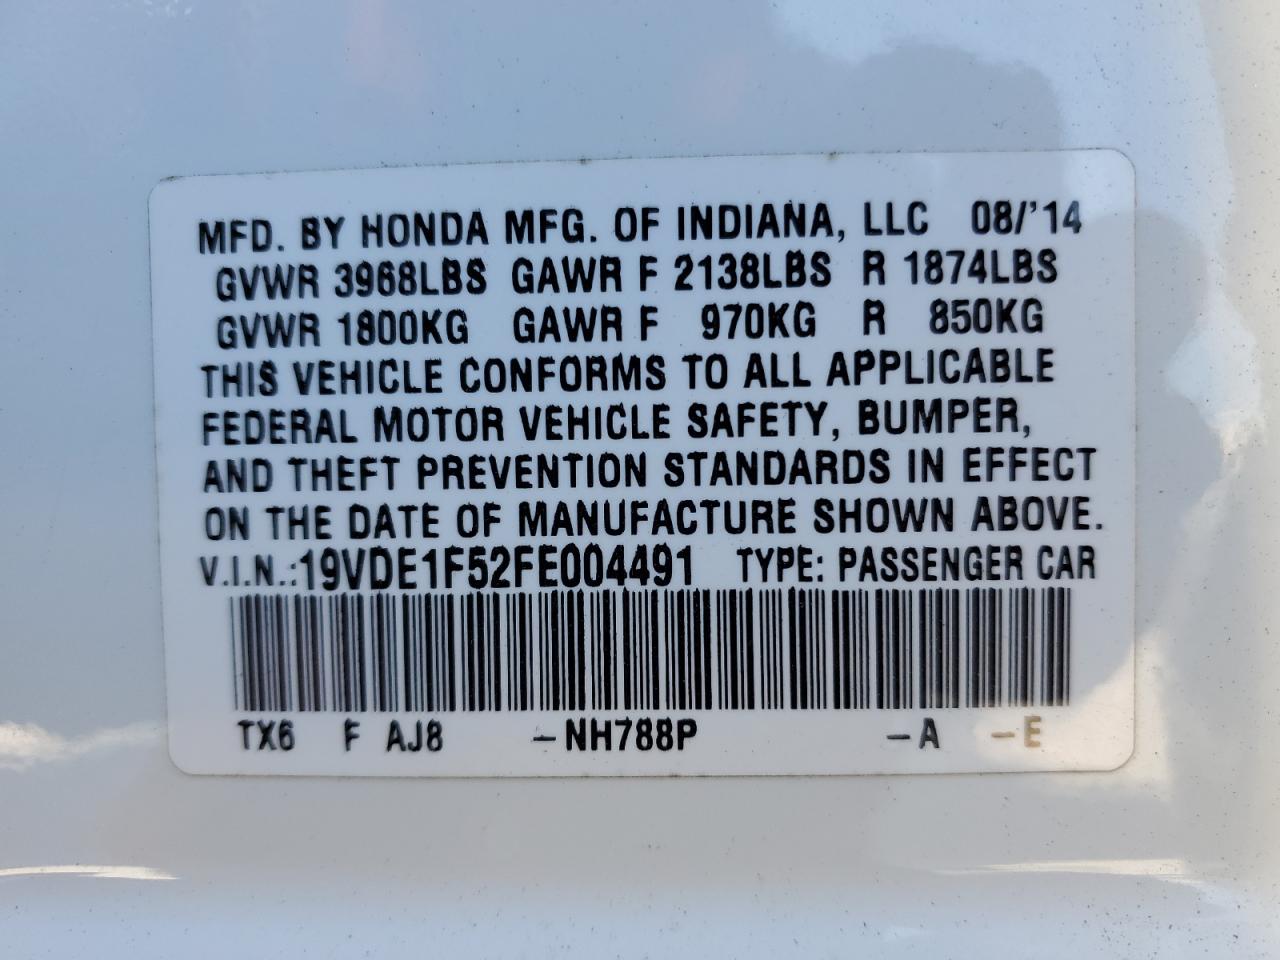 MFD. BY HONDA MFG. OF INDIANA, LLC 08/'14
GVWR 3968LBS GAWR F 2138LBS R 1874LBS
GVWR 1800KG GAWR F 970KG R 850KG
THIS VEHICLE CONFORMS TO ALL APPLICABLE
FEDERAL MOTOR VEHICLE SAFETY, BUMPER,
AND THEFT PREVENTION STANDARDS IN EFFECT
ON THE DATE OF MANUFACTURE SHOWN ABOVE.
V.I.N.:19VDE1F52FE004491 TYPE: PASSENGER CAR
TX6 F AJ8 -NH788P -A -E